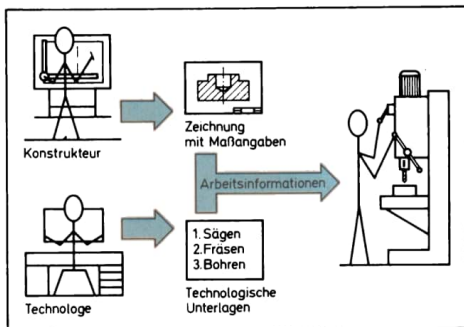 Konstrukteur
Zeichnung
mit Maßangaben
Arbeitsinformationen
1. Sägen
2. Fräsen
3. Bohren
Technologe
Technologische
Unterlagen